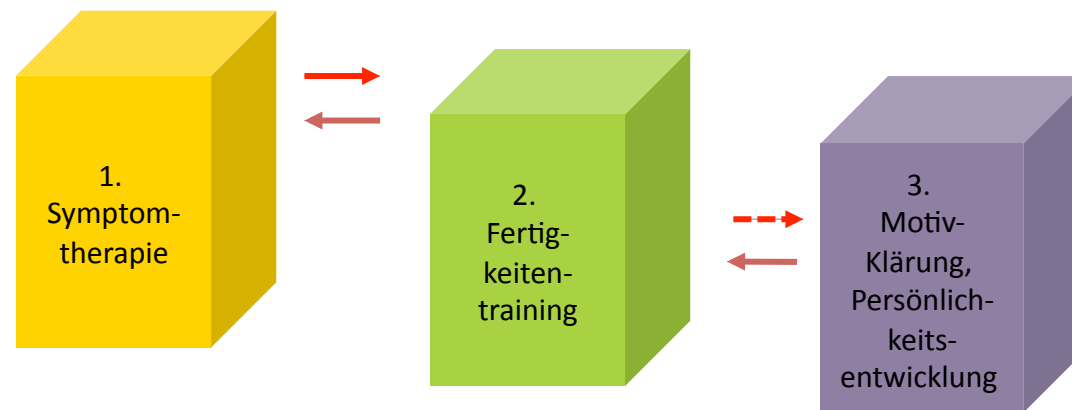 1.
Symptom-
therapie
2.
Fertig-
keiten-
training
3.
Motiv-
Klärung,
Persönlich-
keits-
entwicklung